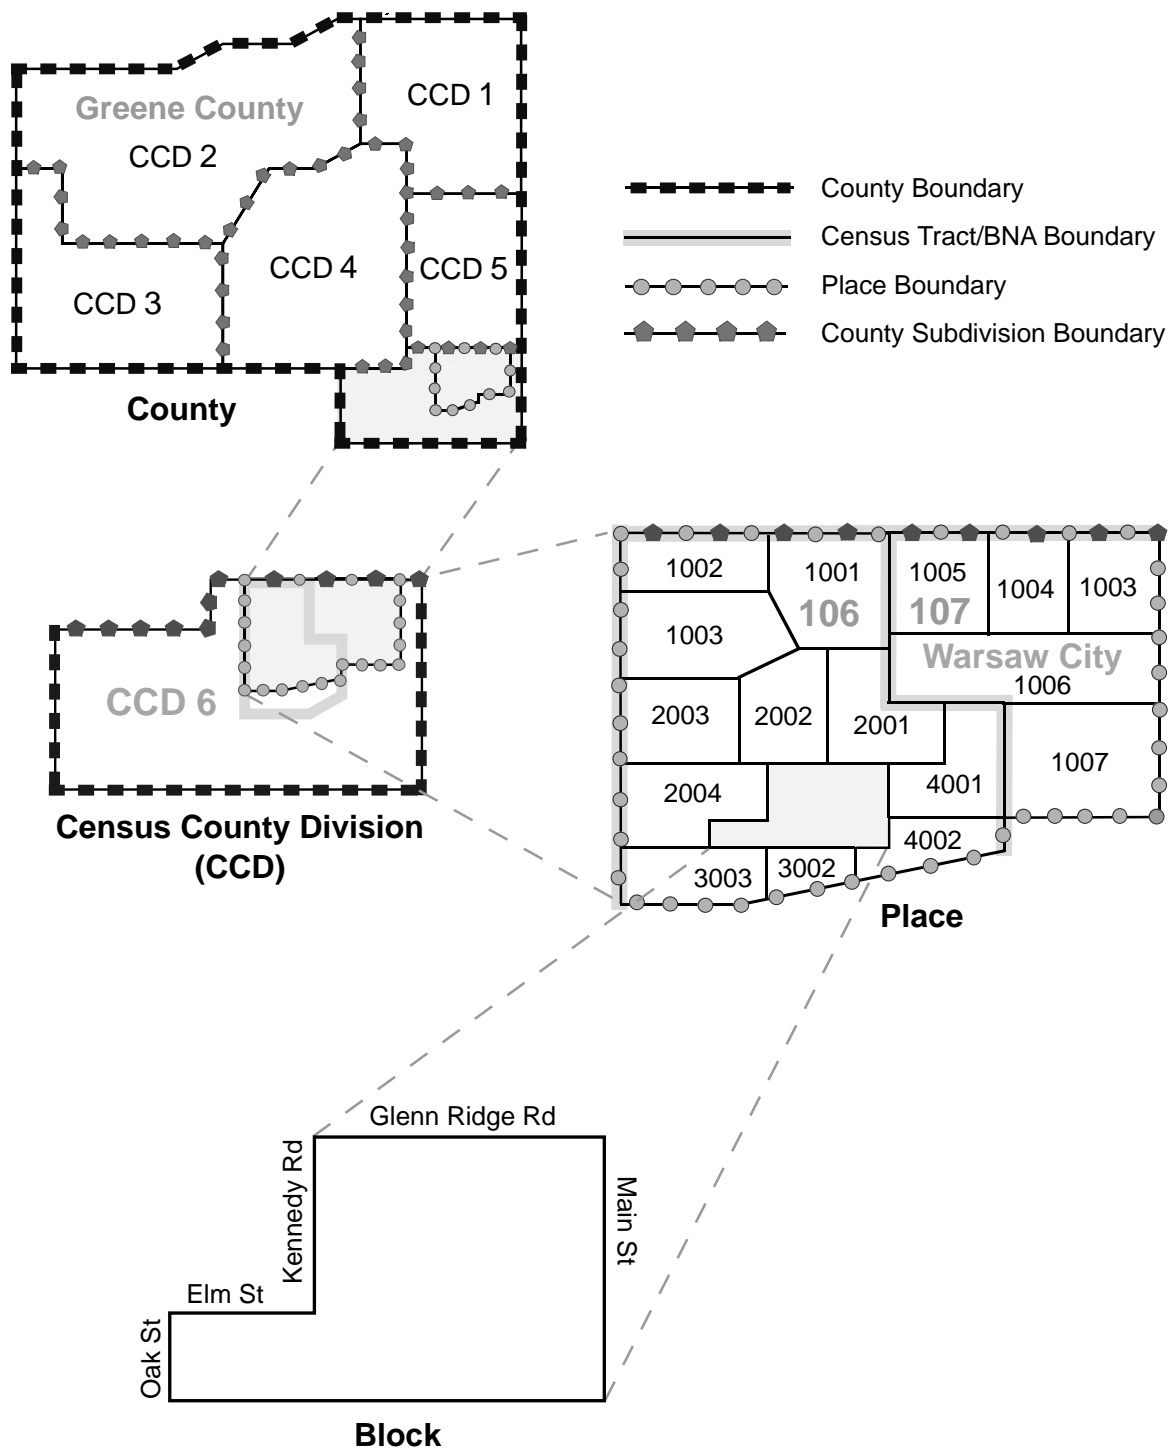 Greene County
CCD 1
CCD 2
CCD 3
CCD 4
CCD 5
County
County Boundary
Census Tract/BNA Boundary
Place Boundary
County Subdivision Boundary
CCD 6
Census County Division
(CCD)
1002
1001
1005
1004
1003
106
107
1003
Warsaw City
1006
2003
2002
2001
1007
2004
4001
4002
3003
3002
Place
Glenn Ridge Rd
Kennedy Rd
Main St
Elm St
Oak St
Block